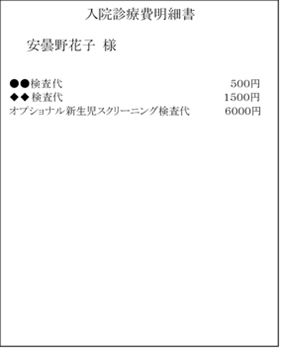 入院診療費明細書
安曇野花子 様
●●検査代 500円
◆◆検査代 1500円
オプショナル新生児スクリーニング検査代 6000円